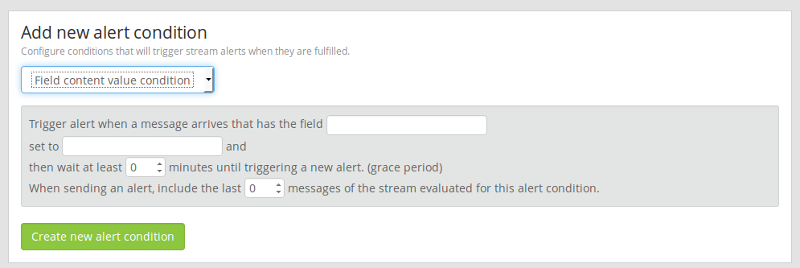 Add new alert condition
Configure conditions that will trigger stream alerts when they are fulfilled.
Field content value condition
Trigger alert when a message arrives that has the field
set to and
then wait at least 0 minutes until triggering a new alert. (grace period)
When sending an alert, include the last 0 messages of the stream evaluated for this alert condition.
Create new alert condition